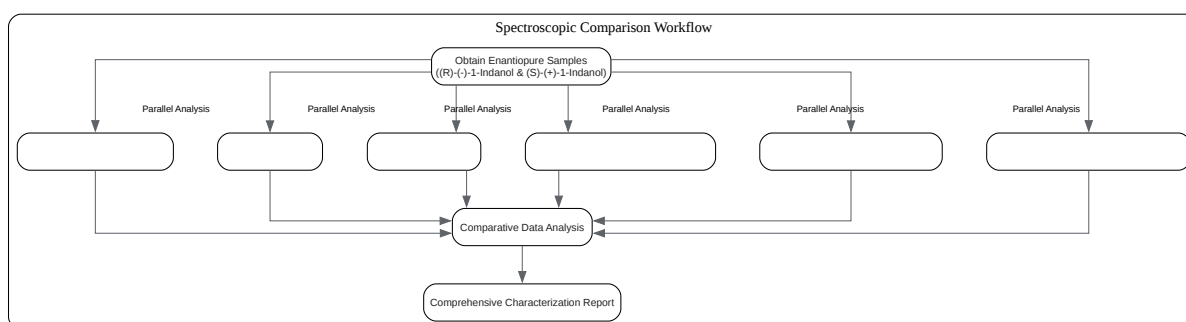 Spectroscopic Comparison Workflow
Obtain Enantiopure Samples
((R)-(-)-1-Indanol & (S)-(+)-1-Indanol)
Parallel Analysis
Parallel Analysis
Parallel Analysis
Parallel Analysis
Parallel Analysis
Parallel Analysis
Comparative Data Analysis
Comprehensive Characterization Report